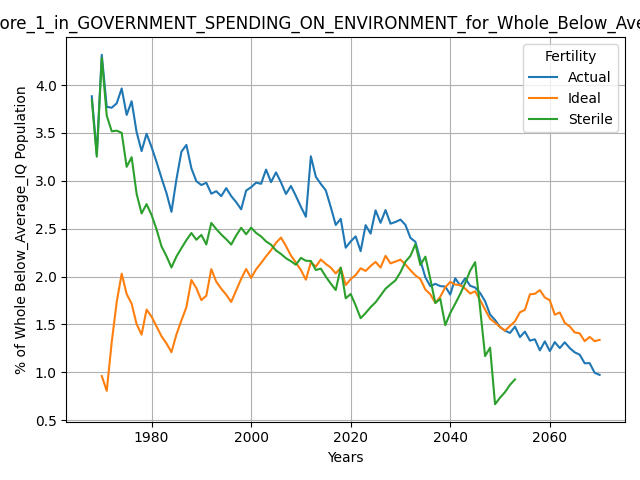 ore_1_in_GOVERNMENT_SPENDING_ON_ENVIRONMENT_for_Whole_Below_Ave
Fertility
Actual
Ideal
Sterile
% of Whole Below_Average_IQ Population
4.0
3.5
3.0
2.5
2.0
1.5
1.0
0.5
1980 2000 2020 2040 2060
Years